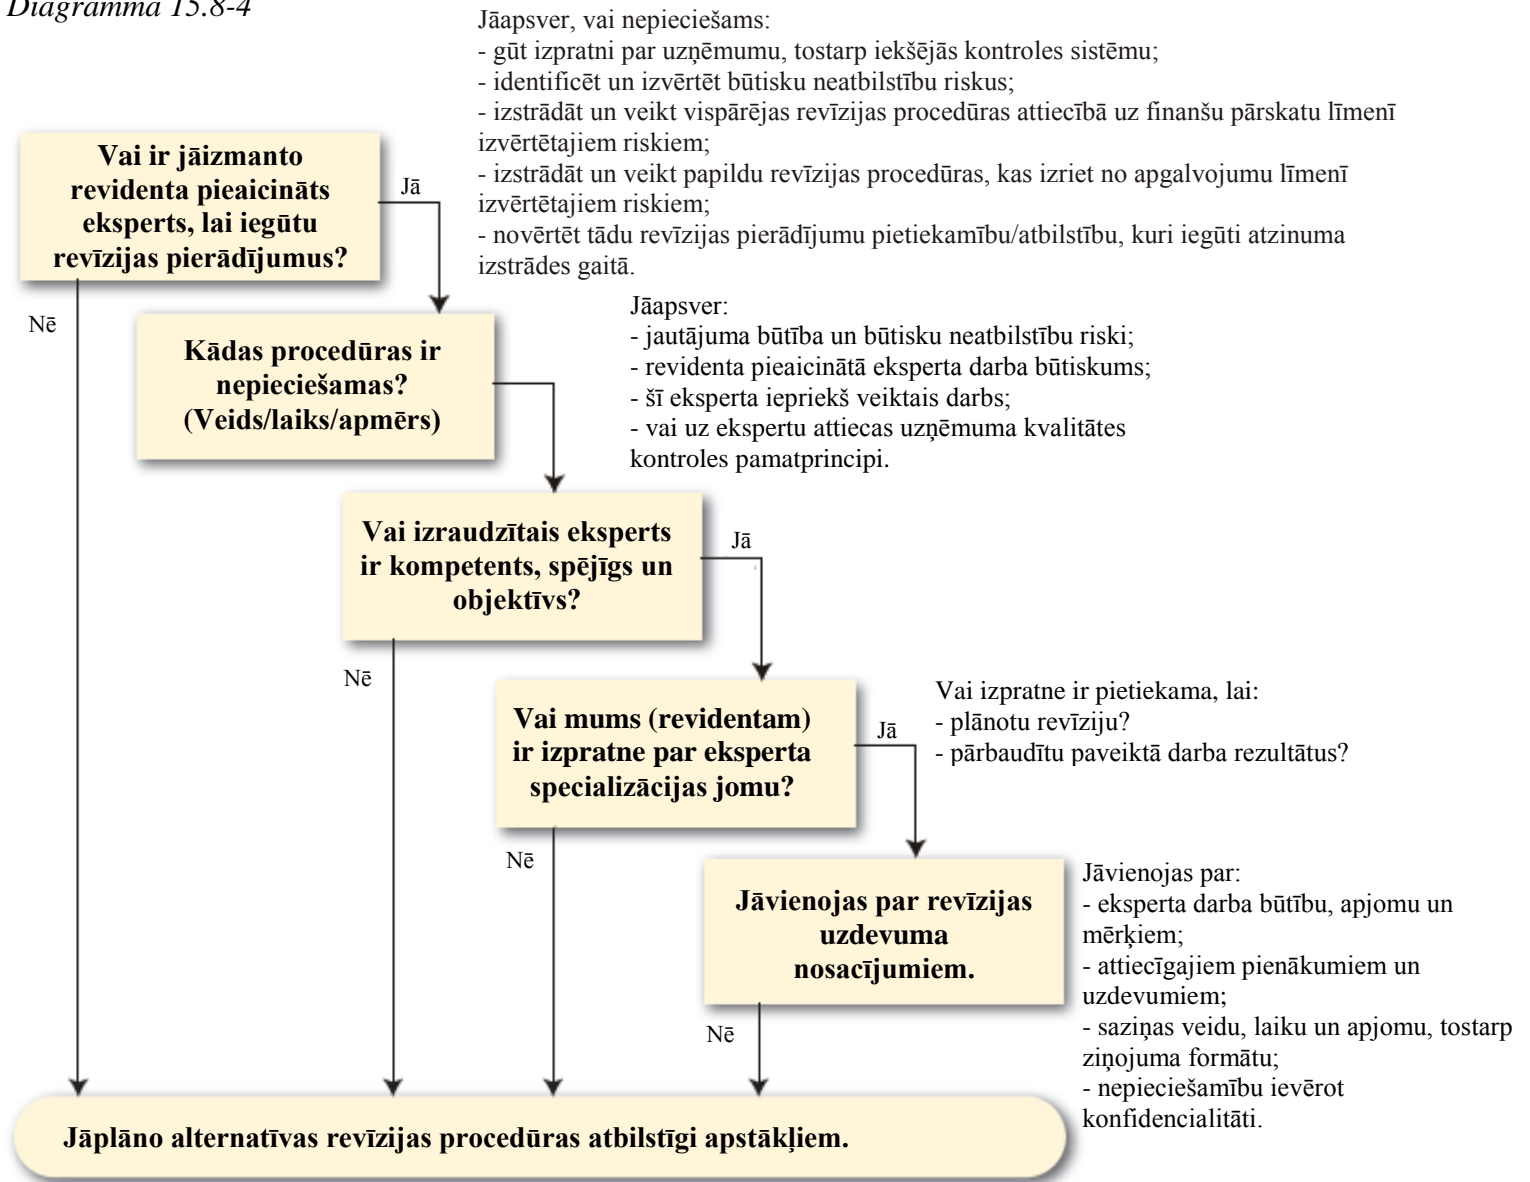 Diagramma 15.8-4
Jāapsver, vai nepieciešams:
- gūt izpratni par uzņēmumu, tostarp iekšējās kontroles sistēmu;
- identificēt un izvērtēt būtisku neatbilstību riskus;
- izstrādāt un veikt vispārējas revīzijas procedūras attiecībā uz finanšu pārskatu līmenī
izvērtētajiem riskiem;
- izstrādāt un veikt papildu revīzijas procedūras, kas izriet no apgalvojumu līmenī
izvērtētajiem riskiem;
- novērtēt tādu revīzijas pierādījumu pietiekamību/atbilstību, kuri iegūti atzinuma
izstrādes gaitā.
Vai ir jāizmanto
revidenta pieaicināts
eksperts, lai iegūtu
revīzijas pierādījumus?
Jā
Nē
Kādas procedūras ir
nepieciešamas?
(Veids/laiks/apmērs)
Jāapsver:
- jautājuma būtība un būtisku neatbilstību riski;
- revidenta pieaicinātā eksperta darba būtiskums;
- šī eksperta iepriekš veiktais darbs;
- vai uz ekspertu attiecas uzņēmuma kvalitātes
kontroles pamatprincipi.
Vai izraudzītais eksperts
ir kompetents, spējīgs un
objektīvs?
Jā
Nē
Vai mums (revidentam)
ir izpratne par eksperta
specializācijas jomu?
Jā
Nē
Vai izpratne ir pietiekama, lai:
- plānotu revīziju?
- pārbaudītu paveiktā darba rezultātus?
Jāvienojas par revīzijas
uzdevuma
nosacījumiem.
Nē
Jāvienojas par:
- eksperta darba būtību, apjomu un
mērķiem;
- attiecīgajiem pienākumiem un
uzdevumiem;
- saziņas veidu, laiku un apjomu, tostarp
ziņojuma formātu;
- nepieciešamību ievērot
konfidencialitāti.
Jāplāno alternatīvas revīzijas procedūras atbilstīgi apstākļiem.